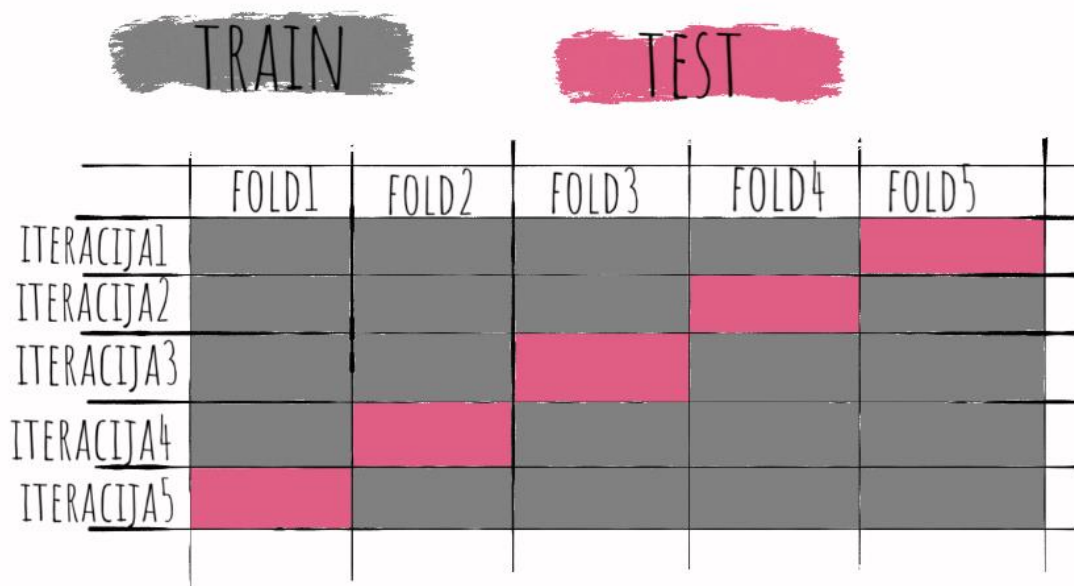 TRAIN TEST
FOLD1 FOLD2 FOLD3 FOLD4 FOLD5
ITERACIJA1
ITERACIJA2
ITERACIJA3
ITERACIJA4
ITERACIJA5